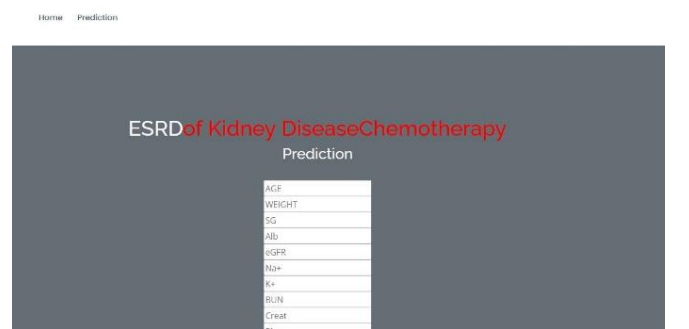 Home Prediction
ESRDof Kidney DiseaseChemotherapy
Prediction
AGE
WEIGHT
SG
Alb
eGFR
Na+
K+
BUN
Creat